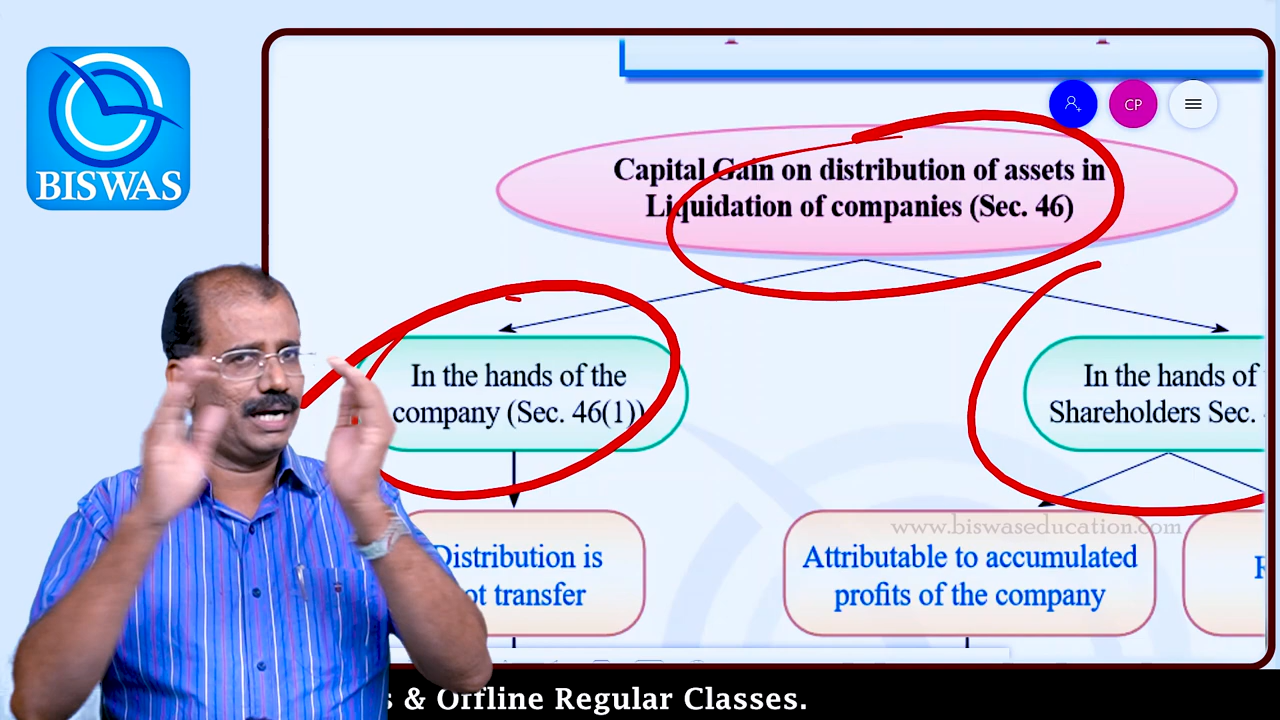 BISWAS
CP
Capital Gain on distribution of assets in
Liquidation of companies (Sec. 46)
In the hands of the
company (Sec. 46(1))
In the hands of
Shareholders Sec.
www.biswaseducation.com
Distribution is
ot transfer
Attributable to accumulated
profits of the company
& Offline Regular Classes.